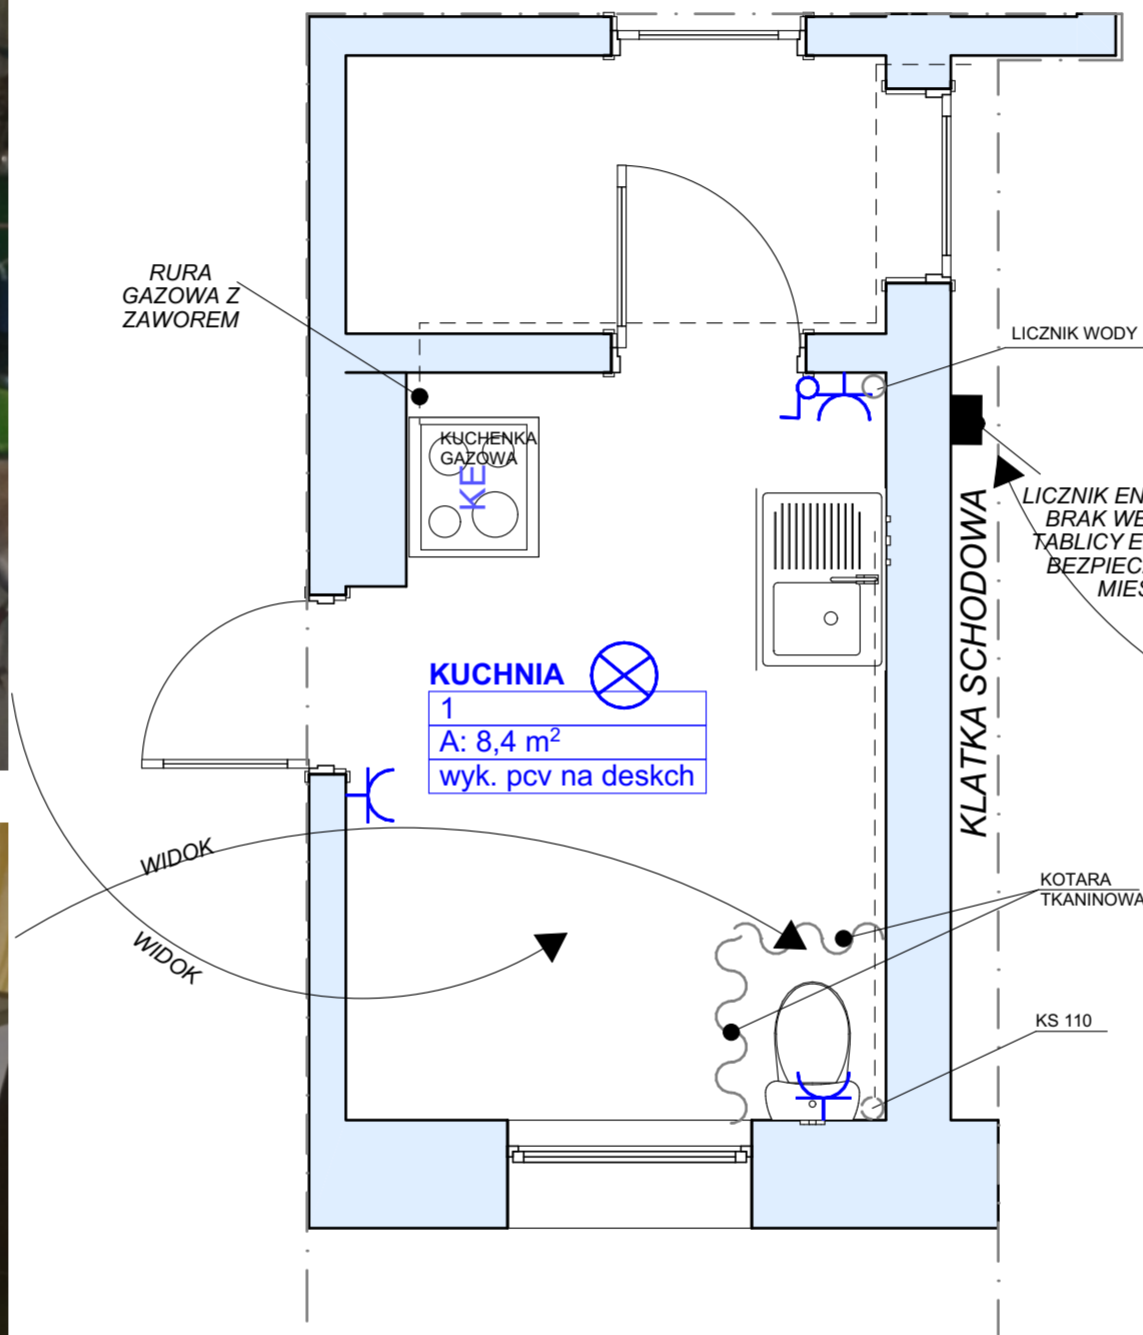 RURA
GAZOWA Z
ZAWOREM
LICZNIK WODY
KUCHENKA
GAZOWA
KE
LICZNIK EN
BRAK WE
TABLICY E
BEZPIEC
MIES
KLATKA SCHODOWA
KUCHNIA
1
A: 8,4 m²
wyk. pcv na deskch
WIDOK
WIDOK
KOTARA
TKANINOWA
KS 110